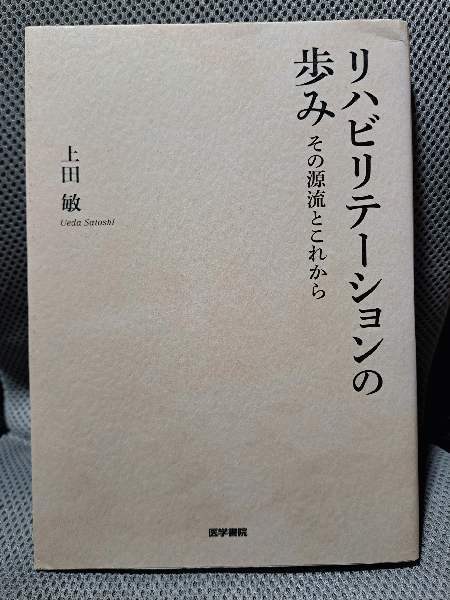 リハビリテーションの
歩み
その源流とこれから
上田 敏
Ueda Satoshi
医学書院